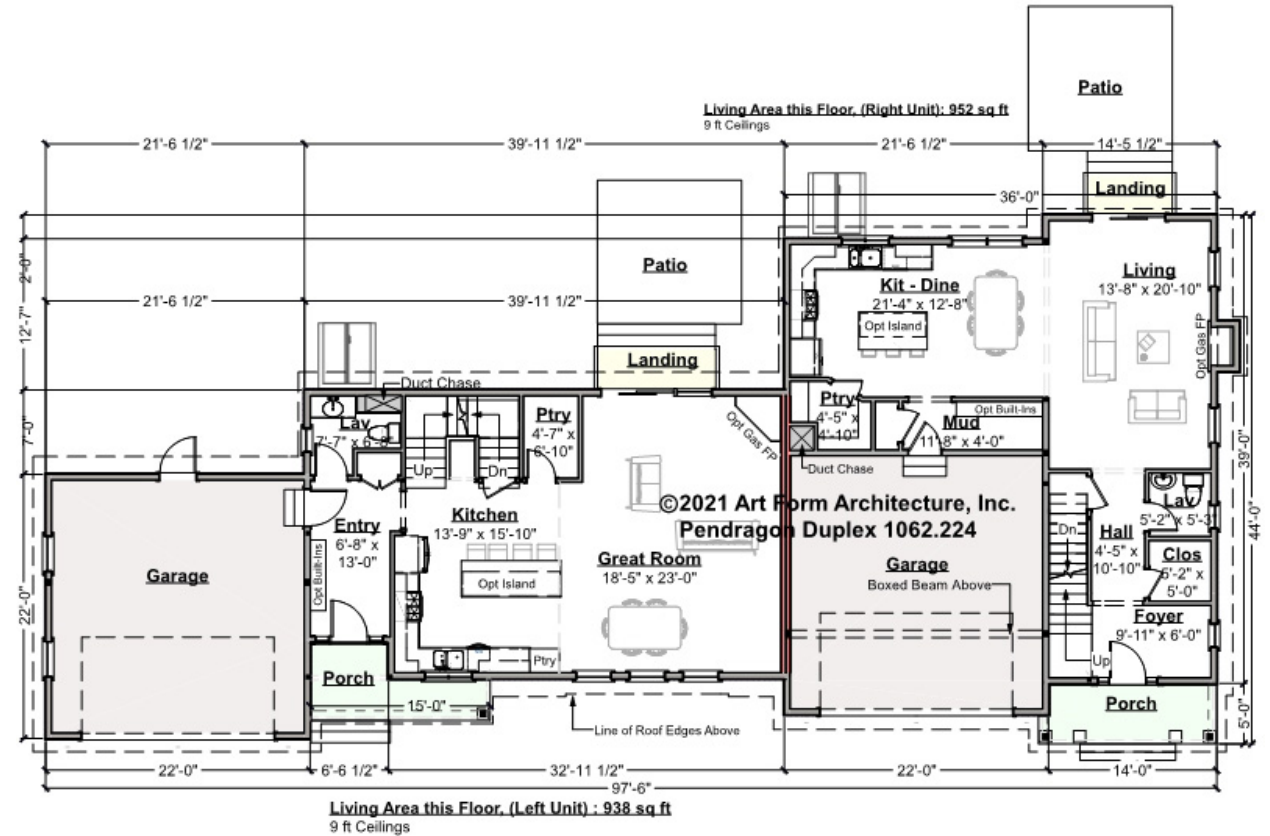 Patio
Living Area this Floor, (Right Unit): 952 sq ft
9 ft Ceilings
21'-6 1/2"
39'-11 1/2"
21'-6 1/2"
14'-5 1/2"
Landing
36'-0"
2'-0"
Patio
Living
13'-8" x 20'-10"
Kit - Dine
21'-4" x 12'-8"
21'-6 1/2"
39'-11 1/2"
12'-7"
Opt Island
Opt Gas FP
Landing
Duct Chase
Ptry
4'-5" x
4'-10"
Opt Built-Ins
Mud
11'-8" x 4'-0"
7'-0"
Lav
7'-7" x 6'-8"
Ptry
4'-7" x
6'-10"
Opt Gas FP
39'-0"
Up
Dn
Duct Chase
©2021 Art Form Architecture, Inc.
Pendragon Duplex 1062.224
Lav
5'-2" x 5'-3"
44'-0"
Kitchen
13'-9" x 15'-10"
Entry
6'-8" x
13'-0"
Dn
Hall
4'-5" x
10'-10"
Clos
5'-2" x
5'-0"
Great Room
18'-5" x 23'-0"
Garage
Boxed Beam Above
Garage
Opt Built-Ins
Opt Island
22'-0"
Foyer
9'-11" x 6'-0"
Ptry
Up
Porch
15'-0"
Porch
5'-0"
Line of Roof Edges Above
22'-0"
6'-6 1/2"
32'-11 1/2"
22'-0"
14'-0"
97'-6"
Living Area this Floor, (Left Unit) : 938 sq ft
9 ft Ceilings